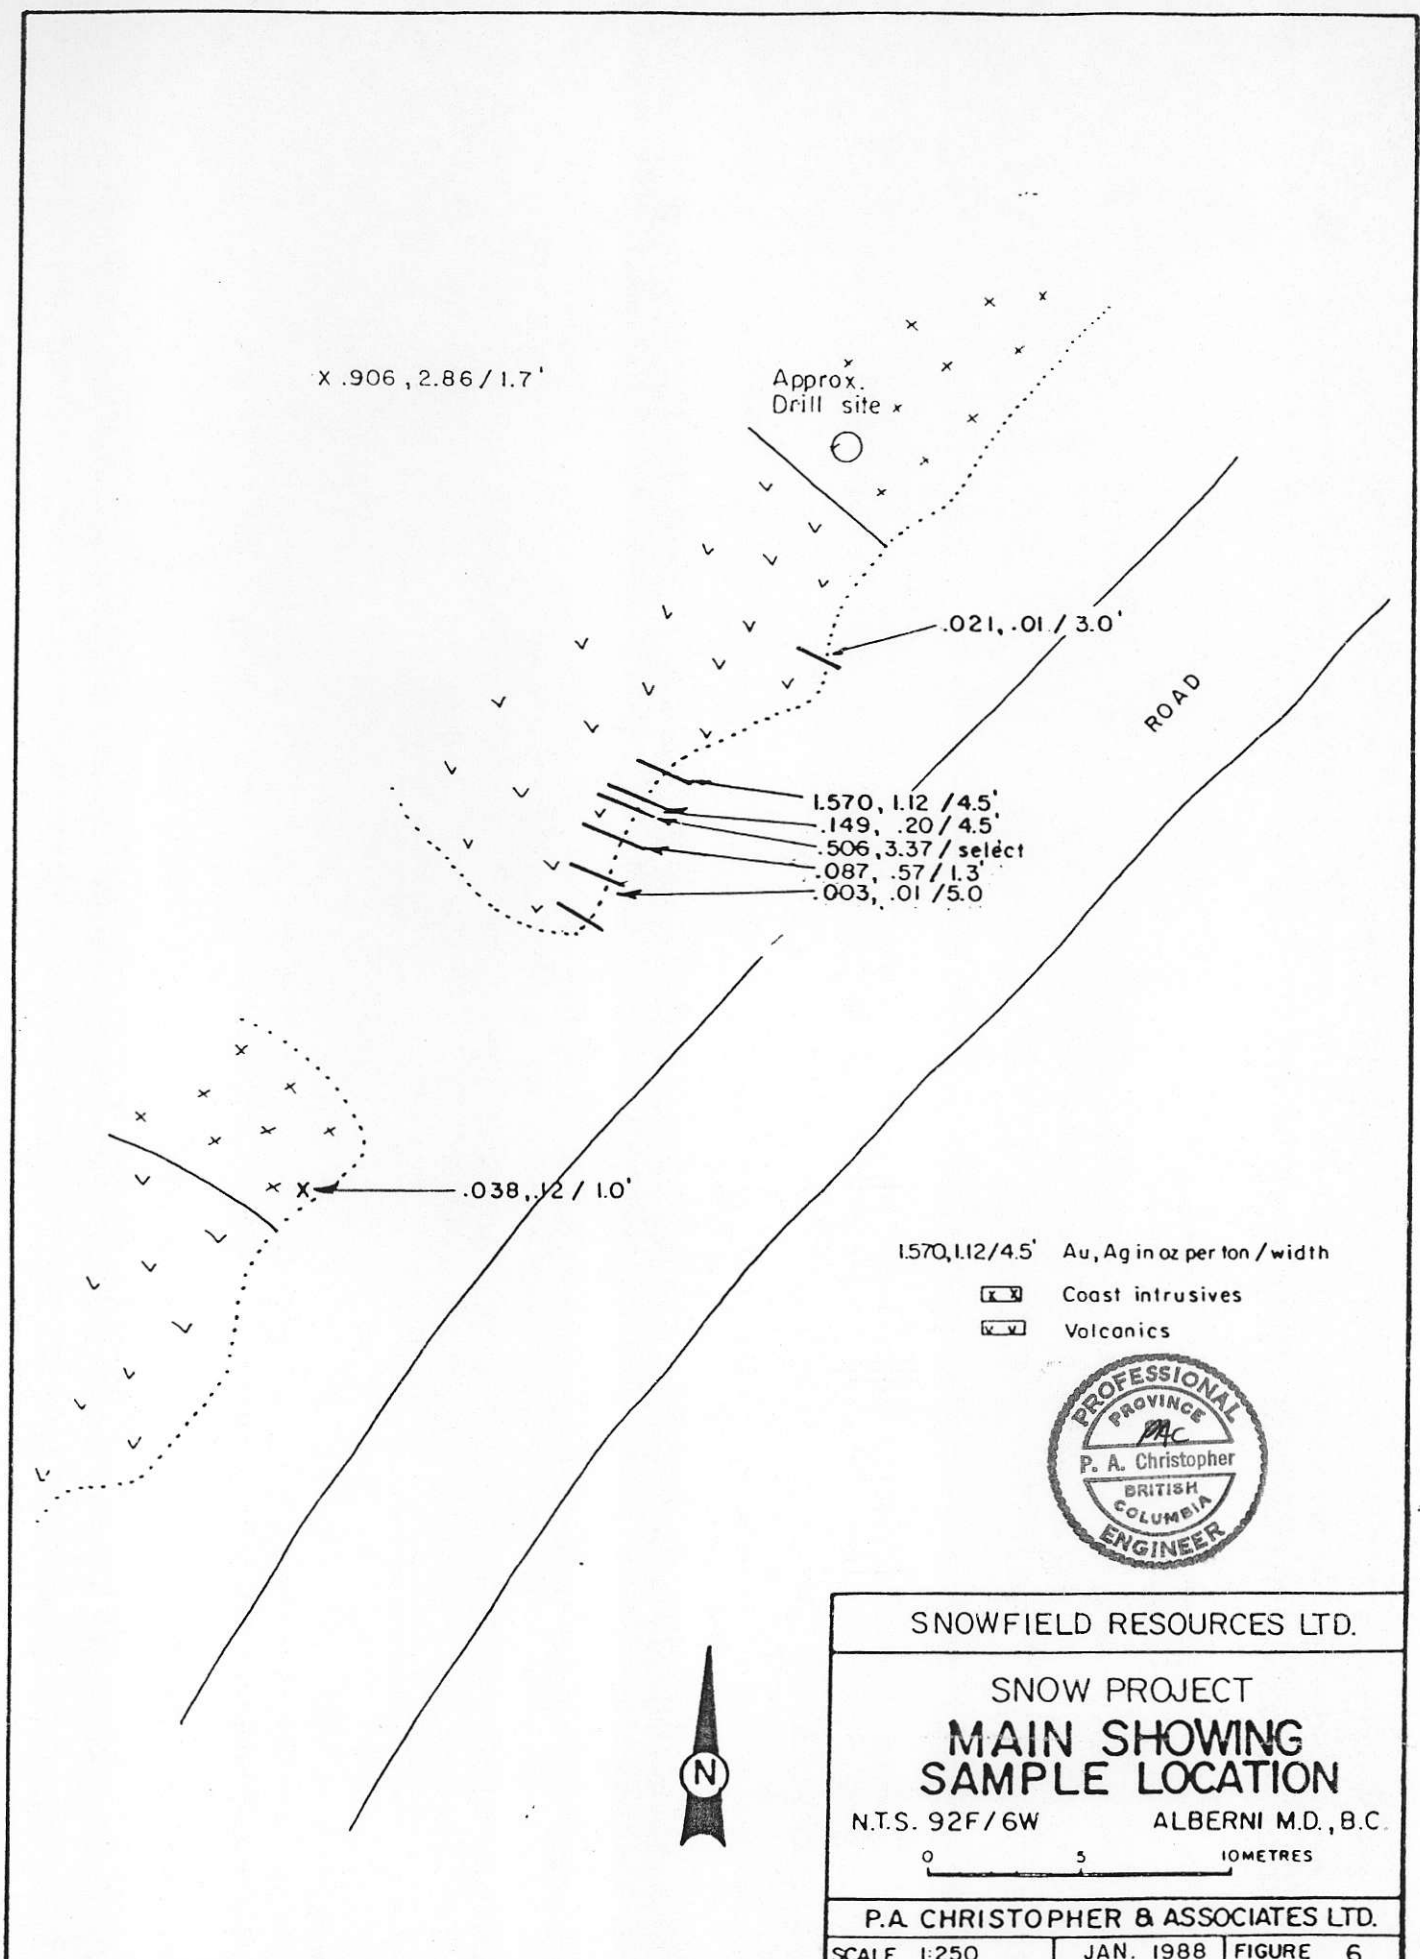 X .906, 2.86/1.7'
Approx.
Drill site
.021, .01/3.0'
ROAD
1.570, 1.12/4.5'
.149, .20/4.5'
.506, 3.37/select
.087, .57/1.3'
.003, .01/5.0
.038, .12/1.0'
1.570, 1.12/4.5' Au, Ag in oz per ton/width
x x Coast intrusives
v v Volcanics
PROFESSIONAL
PROVINCE
PAC
P. A. Christopher
BRITISH
COLUMBIA
ENGINEER
N
SNOWFIELD RESOURCES LTD.
SNOW PROJECT
MAIN SHOWING
SAMPLE LOCATION
N.T.S. 92F/6W ALBERNI M.D., B.C.
0 5 10 METRES
P.A. CHRISTOPHER & ASSOCIATES LTD.
SCALE 1:250 JAN. 1988 FIGURE 6